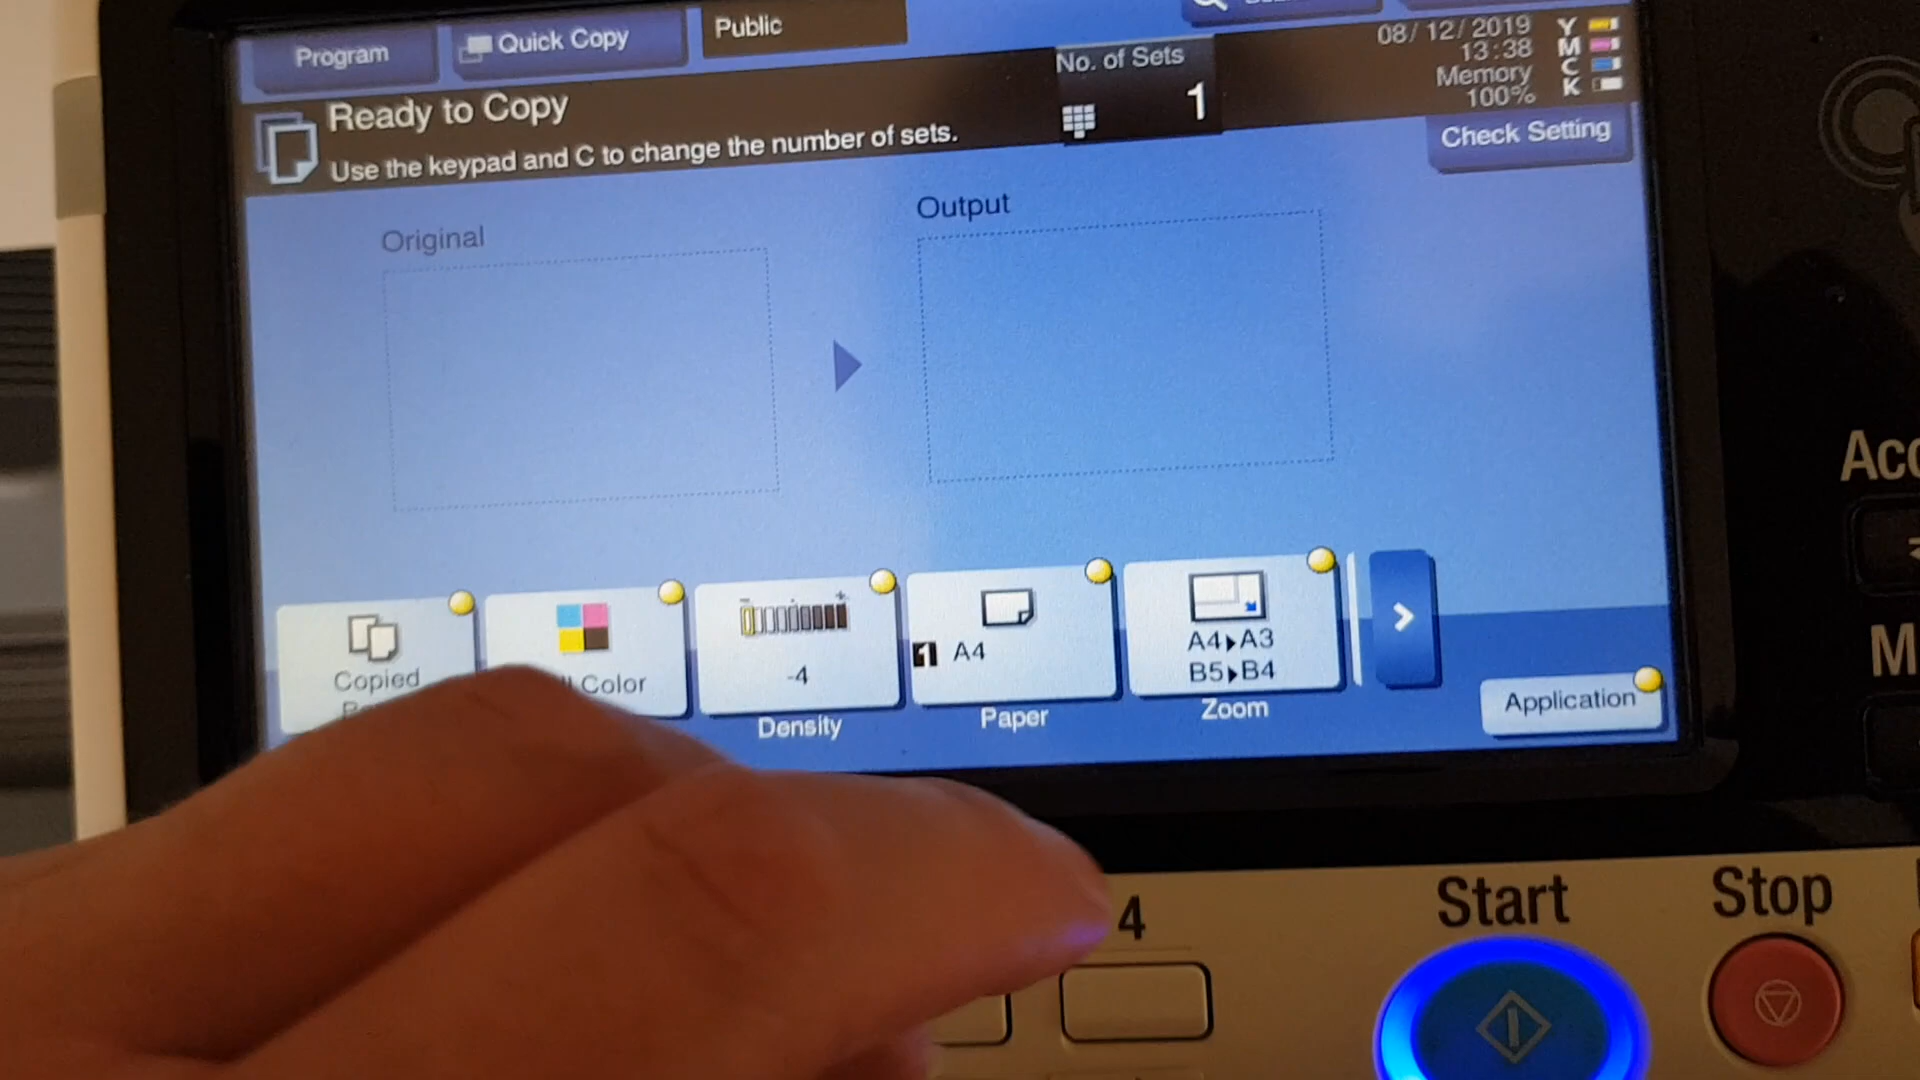 Program
Quick Copy
Public
No. of Sets
1
08/12/2019
13:38
Memory
100%
Y
M
C
K
Ready to Copy
Use the keypad and C to change the number of sets.
Check Setting
Original
Output
Copied
Color
-4
Density
1 A4
Paper
A4▸A3
B5▸B4
Zoom
Application
4
Start
Stop